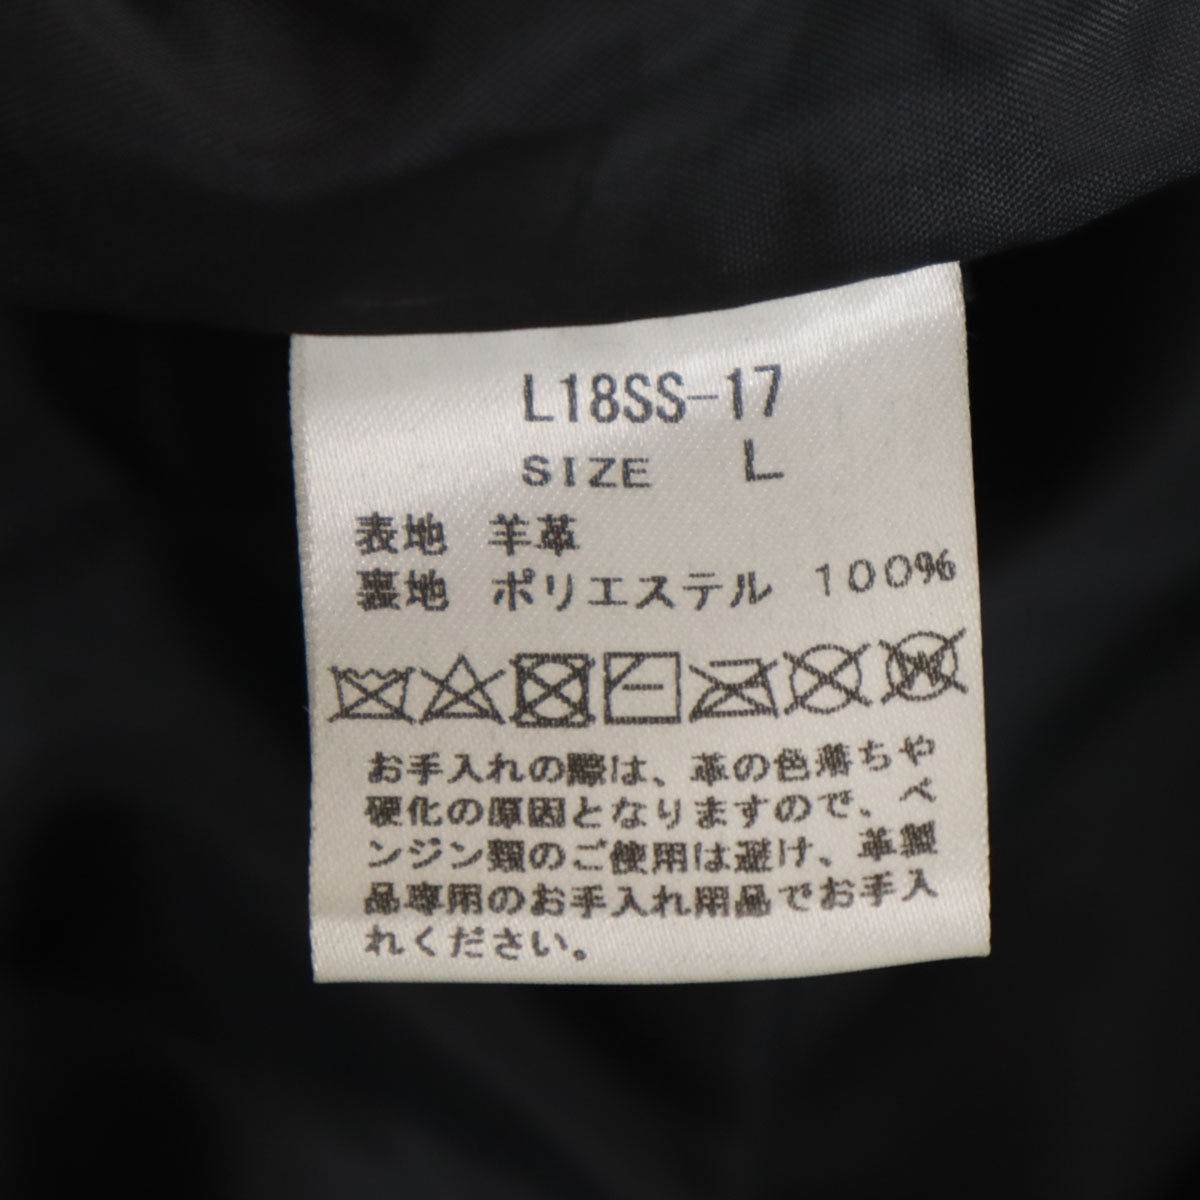 L18SS-17
SIZE L
表地 羊革
裏地 ポリエステル 100%
W
お手入れの際は、革の色落ちや
硬化の原因となりますので、ベ
ンジン類のご使用は避け、革製
品専用のお手入れ用品でお手入
れください。